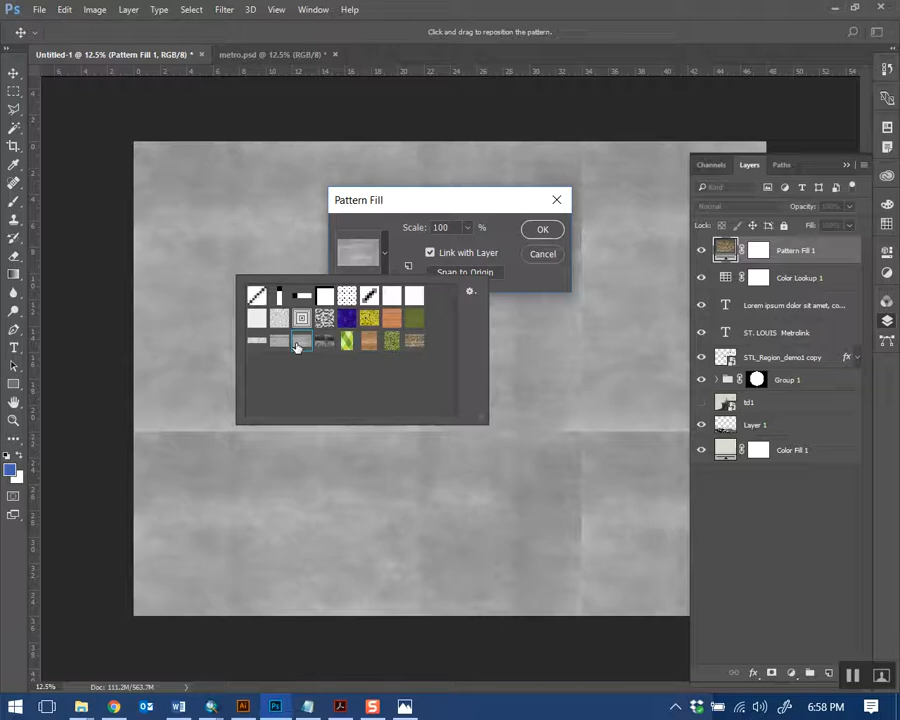 Ps File Edit Image Layer Type Select Filter 3D View Window Help
Click and drag to reposition the pattern.
Untitled-1 @ 12.5% (Pattern Fill 1, RGB/8) * × metro.psd @ 12.5% (RGB/8) * ×
Channels Layers Paths
Kind
Normal Opacity: 100%
Lock: Fill: 100%
Pattern Fill
Scale: 100 %
OK
Link with Layer
Cancel
Snap to Origin
Pattern Fill 1
Color Lookup 1
Lorem ipsum dolor sit amet, co...
ST. LOUIS Metrolink
STL_Region_demo1 copy fx
Group 1
td1
Layer 1
Color Fill 1
12.5% Doc: 111.2M/563.7M
6:58 PM